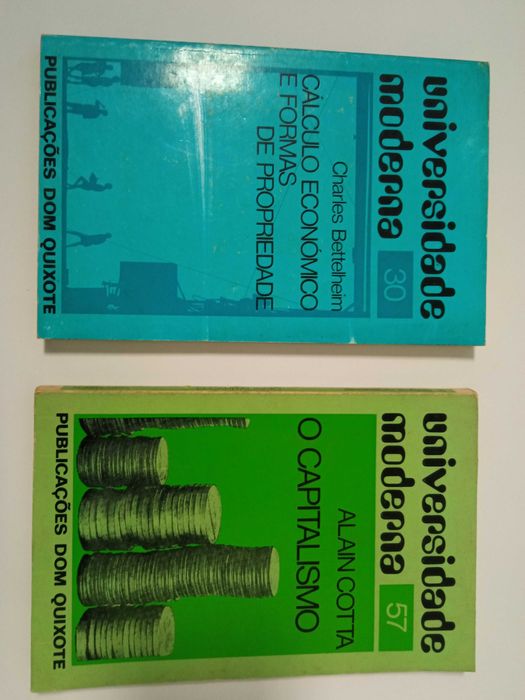 universidade
moderna
30
Charles Bettelheim
CÁLCULO ECONÓMICO
E FORMAS
DE PROPRIEDADE
PUBLICAÇÕES DOM QUIXOTE
universidade
moderna
57
ALAIN COTTA
O CAPITALISMO
PUBLICAÇÕES DOM QUIXOTE